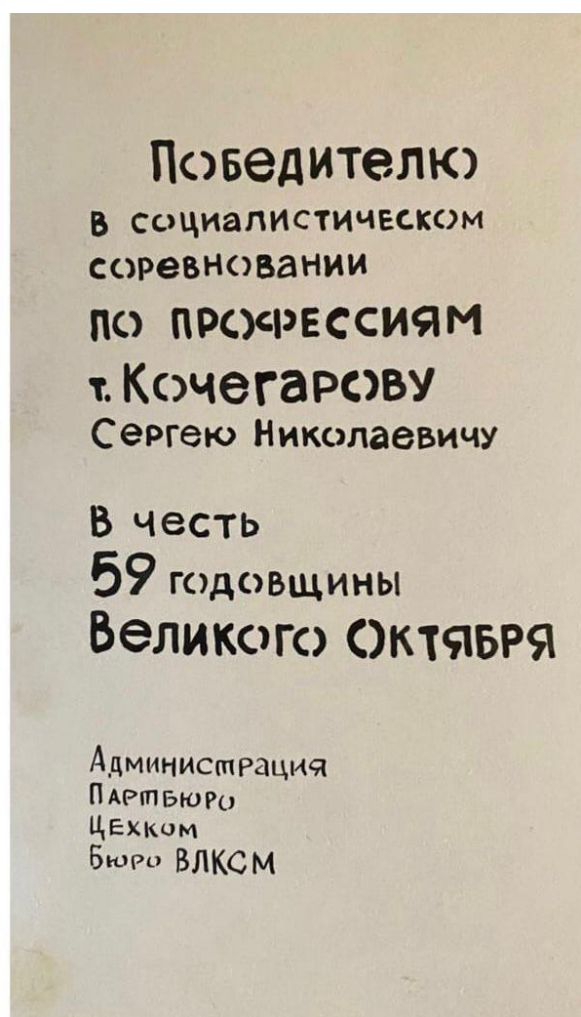 Победителю
в социалистическом
соревновании
по профессиям
т. Кочегарову
Сергею Николаевичу
В честь
59 годовщины
Великого Октября
Администрация
Партбюро
Цехком
Бюро ВЛКСМ